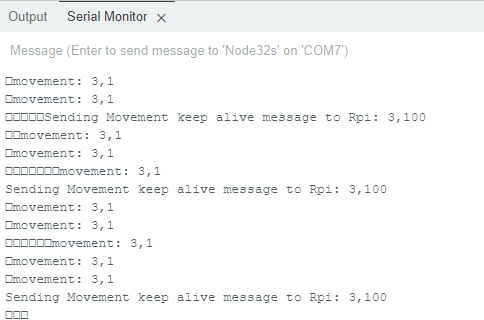 Output Serial Monitor ×
Message (Enter to send message to 'Node32s' on 'COM7')
□movement: 3,1
□movement: 3,1
□□□□□Sending Movement keep alive message to Rpi: 3,100
□□movement: 3,1
□movement: 3,1
□□□□□□□movement: 3,1
Sending Movement keep alive message to Rpi: 3,100
□movement: 3,1
□movement: 3,1
□□□□□□movement: 3,1
□movement: 3,1
□movement: 3,1
Sending Movement keep alive message to Rpi: 3,100
□□□